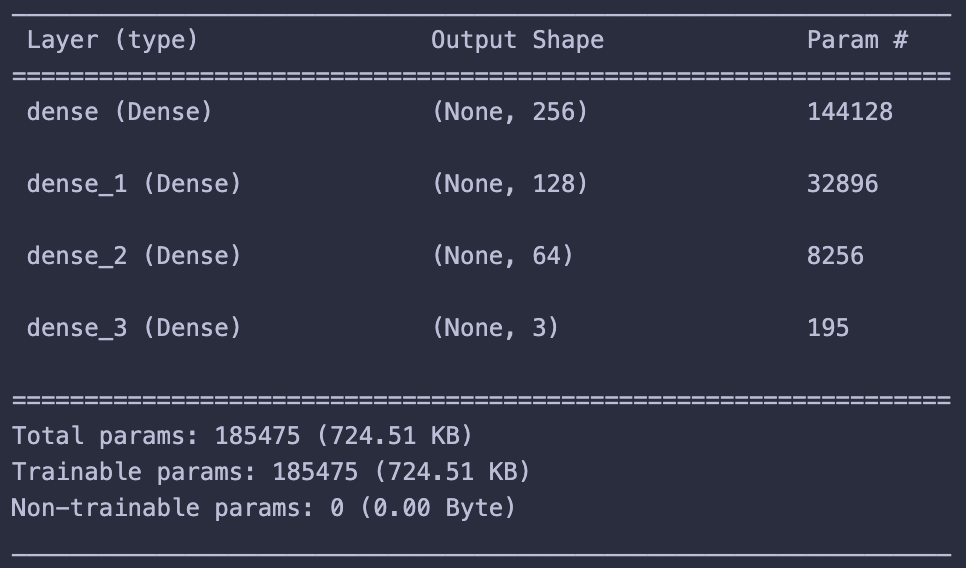 Layer (type) Output Shape Param #
=================================================================
dense (Dense) (None, 256) 144128
dense_1 (Dense) (None, 128) 32896
dense_2 (Dense) (None, 64) 8256
dense_3 (Dense) (None, 3) 195
=================================================================
Total params: 185475 (724.51 KB)
Trainable params: 185475 (724.51 KB)
Non-trainable params: 0 (0.00 Byte)